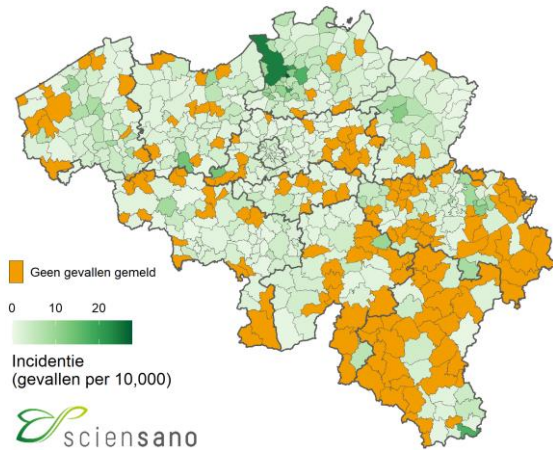 Geen gevallen gemeld
0 10 20
Incidentie
(gevallen per 10,000)
sciensano